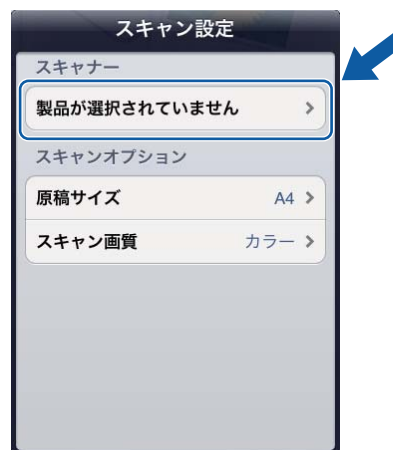 スキャン設定
スキャナー
製品が選択されていません
スキャンオプション
原稿サイズ A4
スキャン画質 カラー